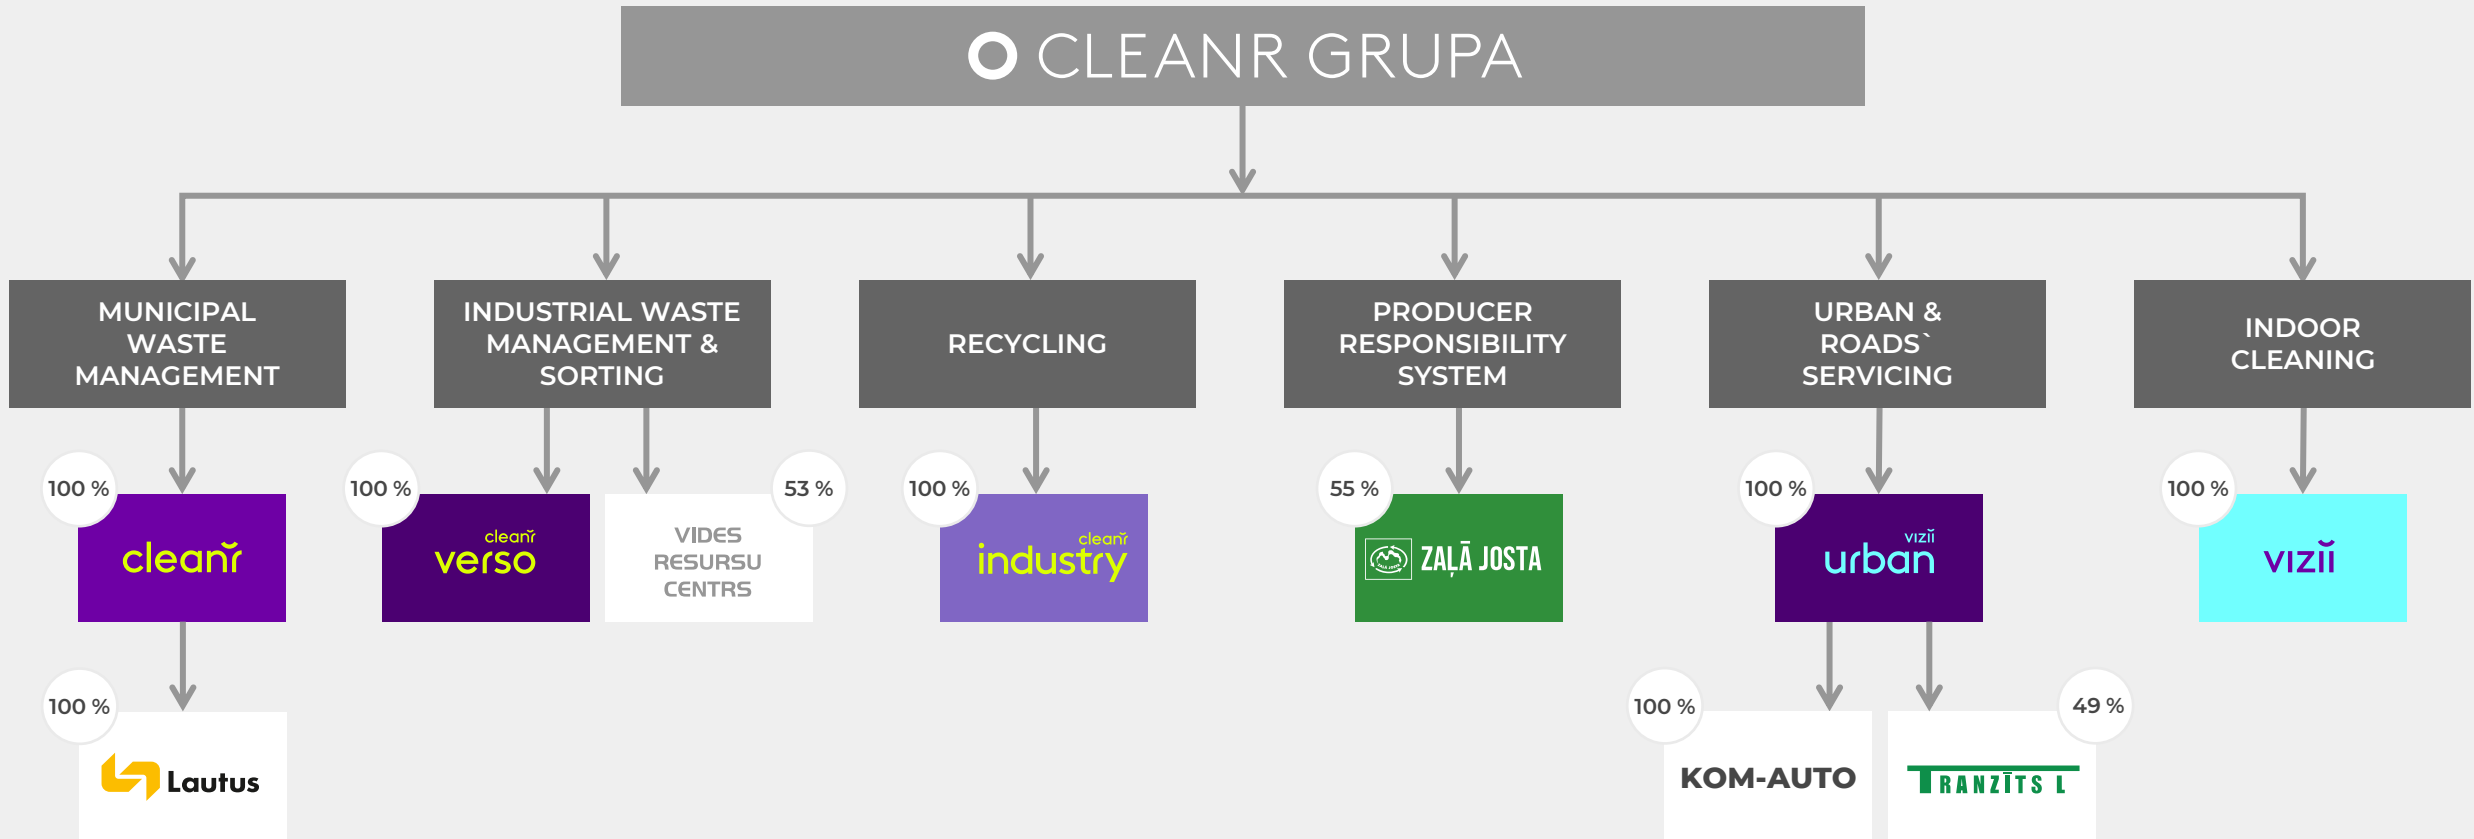 CLEANR GRUPA
MUNICIPAL
WASTE
MANAGEMENT
INDUSTRIAL WASTE
MANAGEMENT &
SORTING
RECYCLING
PRODUCER
RESPONSIBILITY
SYSTEM
URBAN &
ROADS`
SERVICING
INDOOR
CLEANING
100 %
cleanr
100 %
cleanr
verso
53 %
VIDES
RESURSU
CENTRS
100 %
cleanr
industry
55 %
ZAĻĀ JOSTA
ZAĻĀ JOSTA
100 %
vizii
urban
100 %
vizii
100 %
Lautus
100 %
KOM-AUTO
49 %
TRANZĪTS L